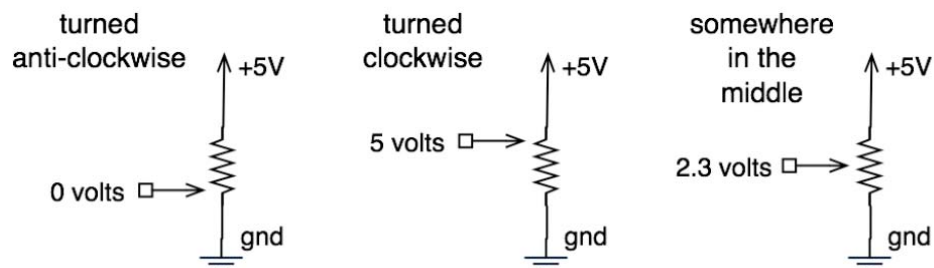 turned
anti-clockwise
+5V
0 volts
gnd
turned
clockwise
+5V
5 volts
gnd
somewhere
in the
middle
+5V
2.3 volts
gnd